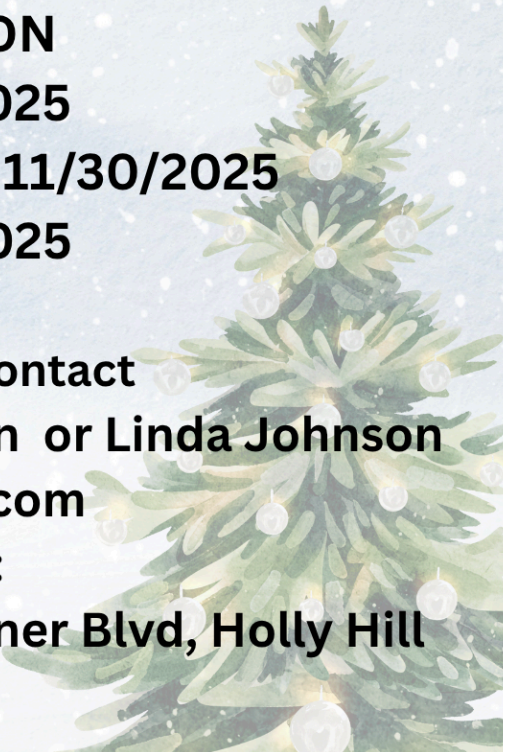 ON
025
11/30/2025
025
ontact
n or Linda Johnson
com
:
ner Blvd, Holly Hill